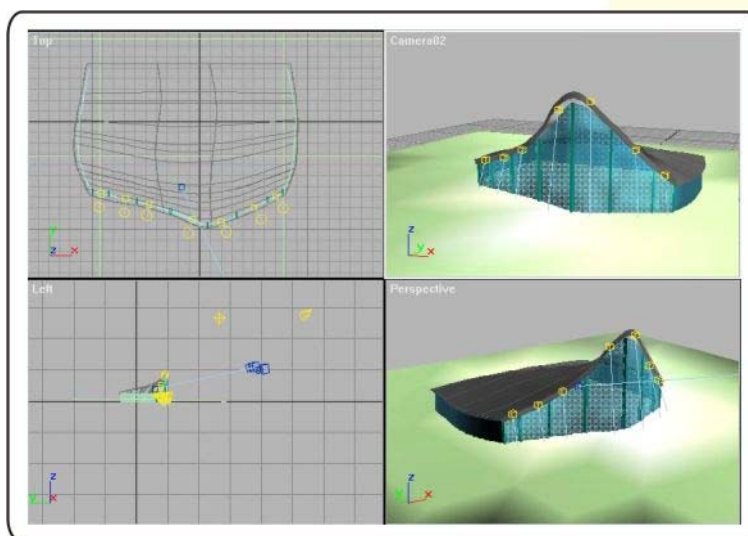 Top
Camera02
y
z x
z
y x
Left
Perspective
z
y x
z
y x